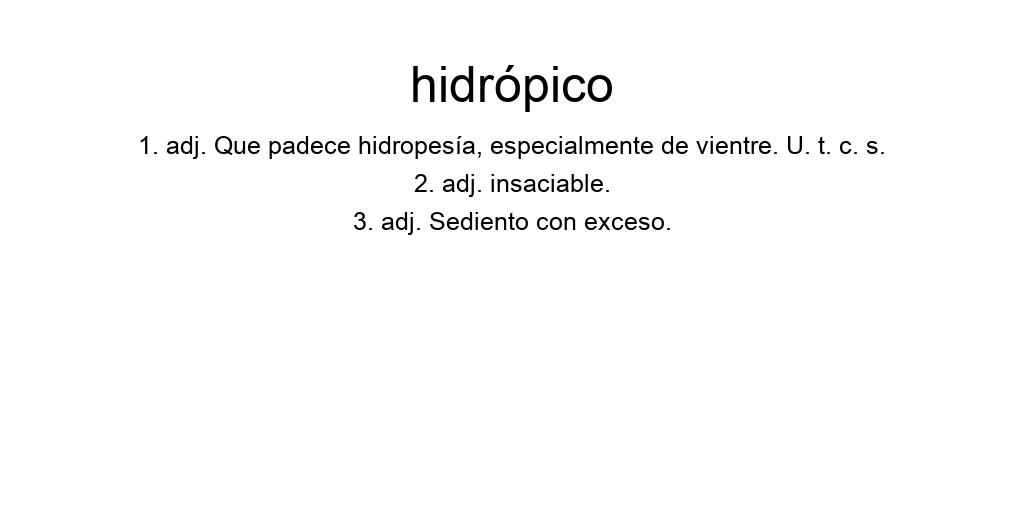 hidrópico
1. adj. Que padece hidropesía, especialmente de vientre. U. t. c. s.
2. adj. insaciable.
3. adj. Sediento con exceso.